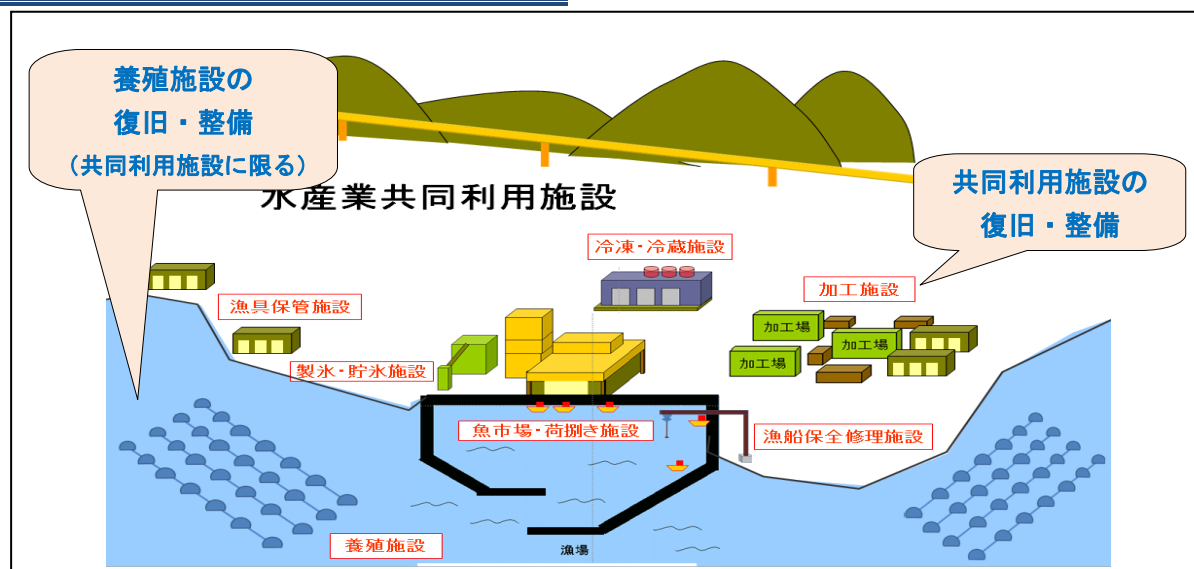 養殖施設の
復旧・整備
（共同利用施設に限る）
水産業共同利用施設
共同利用施設の
復旧・整備
冷凍・冷蔵施設
漁具保管施設
加工施設
加工場
加工場
加工場
製氷・貯氷施設
魚市場・荷捌き施設
漁船保全修理施設
養殖施設
漁場